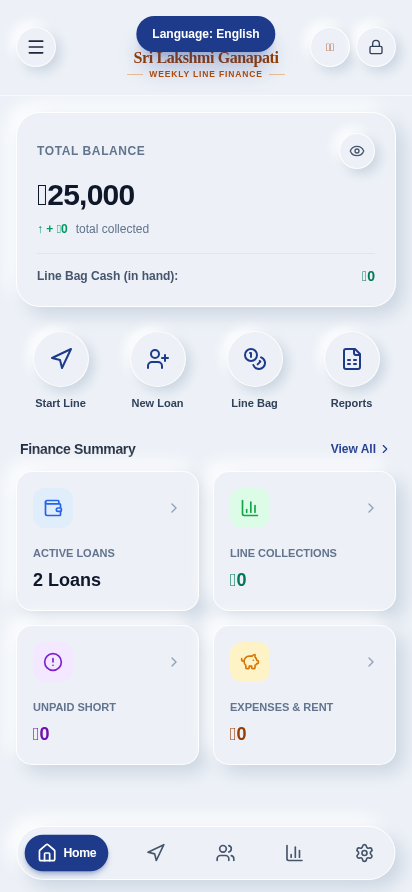 Language: English
Sri Lakshmi Ganapati
WEEKLY LINE FINANCE
TOTAL BALANCE
25,000
↑ + 0 total collected
Line Bag Cash (in hand): 0
Start Line New Loan Line Bag Reports
Finance Summary View All
ACTIVE LOANS LINE COLLECTIONS
2 Loans 0
UNPAID SHORT EXPENSES & RENT
0 0
Home